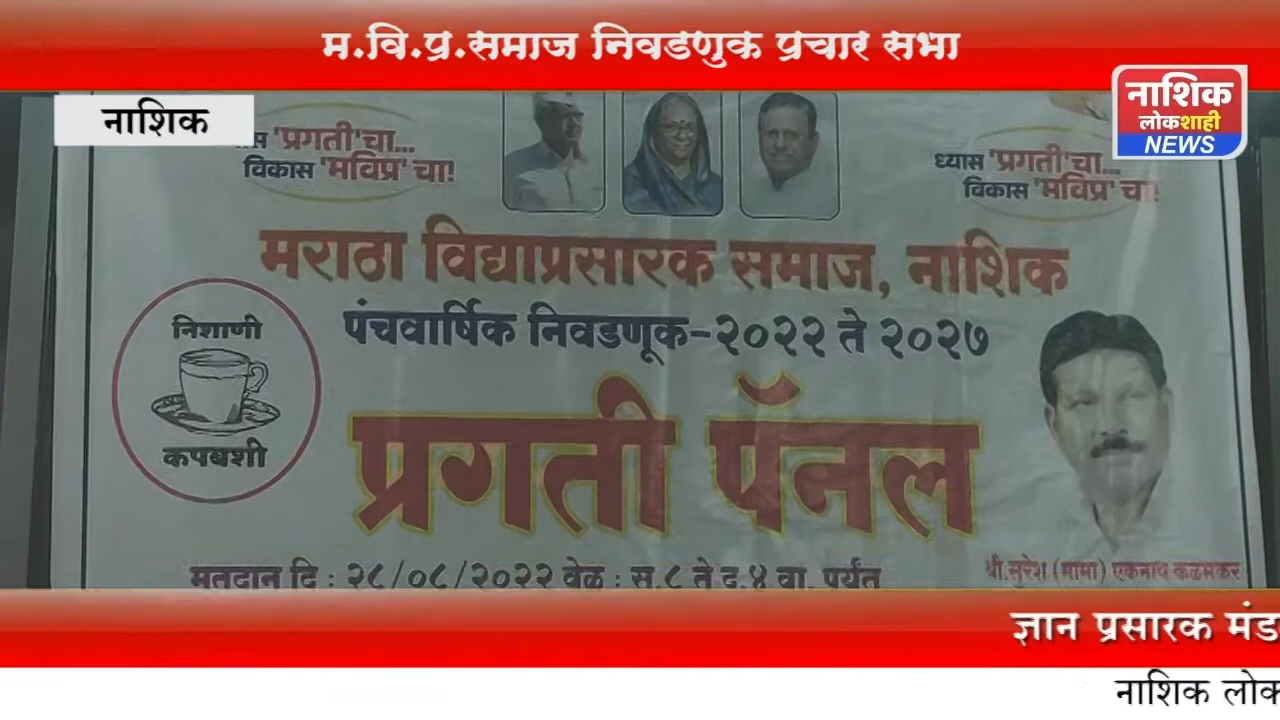 म.वि.प्र.समाज निवडणुक प्रचार सभा
नाशिक
नाशिक
लोकशाही
NEWS
'प्रगती'चा...
विकास 'मविप्र' चा!
ध्यास 'प्रगती'चा...
विकास 'मविप्र' चा!
मराठा विद्याप्रसारक समाज, नाशिक
पंचवार्षिक निवडणूक-२०२२ ते २०२७
निशाणी
कपबशी
प्रगती पॅनल
मतदान दि : २८/०८/२०२२ वेळ : स.८ ते दु.४ वा. पर्यंत
श्री.सुरेश (मामा) एकनाथ कळमकर
ज्ञान प्रसारक मंड
नाशिक लोक